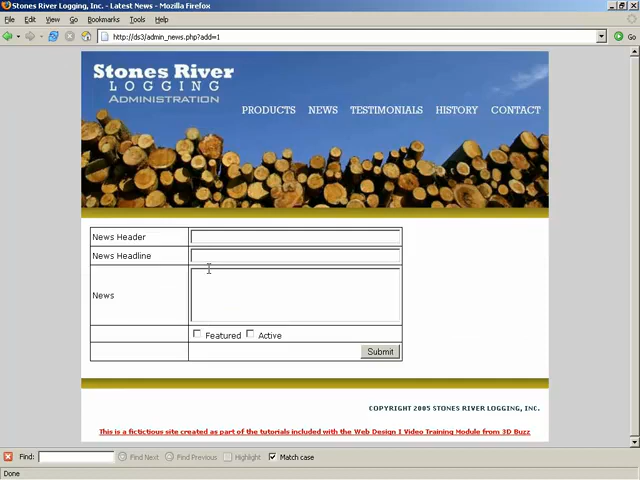 Stones River Logging, Inc. - Latest News - Mozilla Firefox
File Edit View Go Bookmarks Tools Help
http://ds3/admin_news.php?add=1 Go
Stones River
LOGGING
ADMINISTRATION
PRODUCTS NEWS TESTIMONIALS HISTORY CONTACT
News Header
News Headline
News
Featured Active
Submit
COPYRIGHT 2005 STONES RIVER LOGGING, INC.
This is a fictictious site created as part of the tutorials included with the Web Design I Video Training Module from 3D Buzz
Find: Find Next Find Previous Highlight Match case
Done